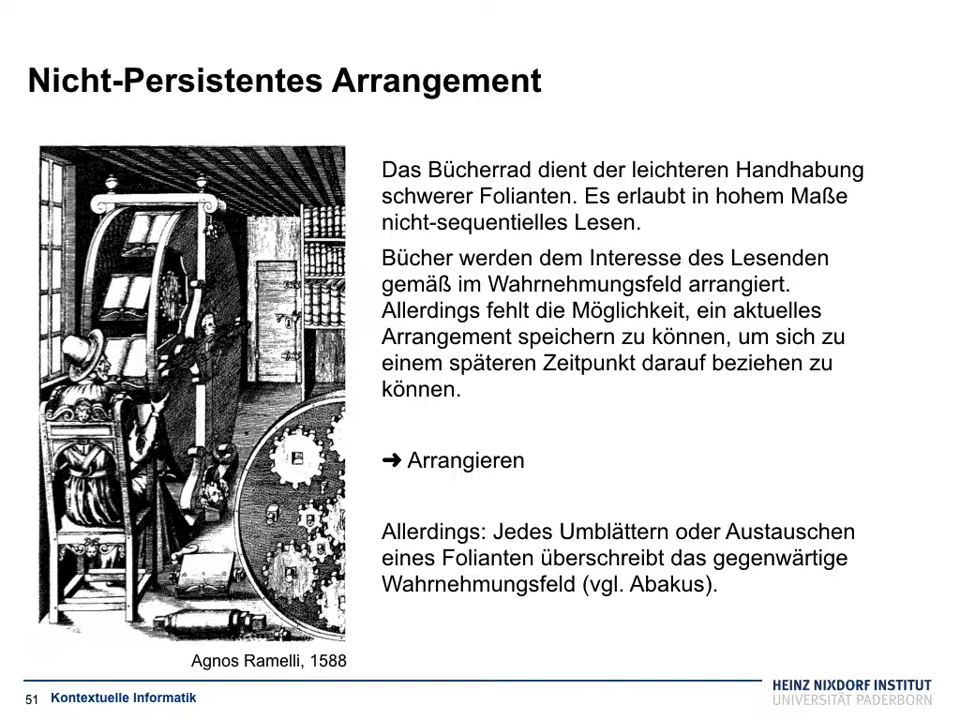 Nicht-Persistentes Arrangement
Das Bücherrad dient der leichteren Handhabung
schwerer Folianten. Es erlaubt in hohem Maße
nicht-sequentielles Lesen.
Bücher werden dem Interesse des Lesenden
gemäß im Wahrnehmungsfeld arrangiert.
Allerdings fehlt die Möglichkeit, ein aktuelles
Arrangement speichern zu können, um sich zu
einem späteren Zeitpunkt darauf beziehen zu
können.
➜ Arrangieren
Allerdings: Jedes Umblättern oder Austauschen
eines Folianten überschreibt das gegenwärtige
Wahrnehmungsfeld (vgl. Abakus).
Agnos Ramelli, 1588
51 Kontextuelle Informatik
HEINZ NIXDORF INSTITUT
UNIVERSITÄT PADERBORN